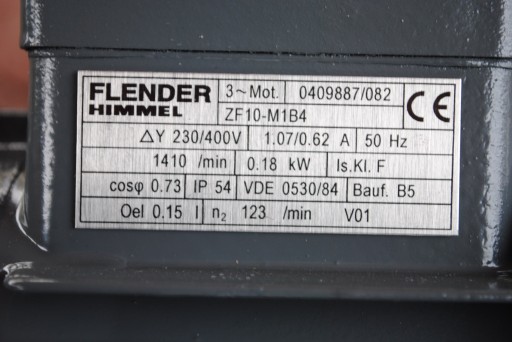 FLENDER HIMMEL 3~Mot. 0409887/082 CE
ZF10-M1B4
ΔY 230/400V 1.07/0.62 A 50 Hz
1410 /min 0.18 kW Is.Kl. F
cosφ 0.73 IP 54 VDE 0530/84 Bauf. B5
Oel 0.15 l n₂ 123 /min V01